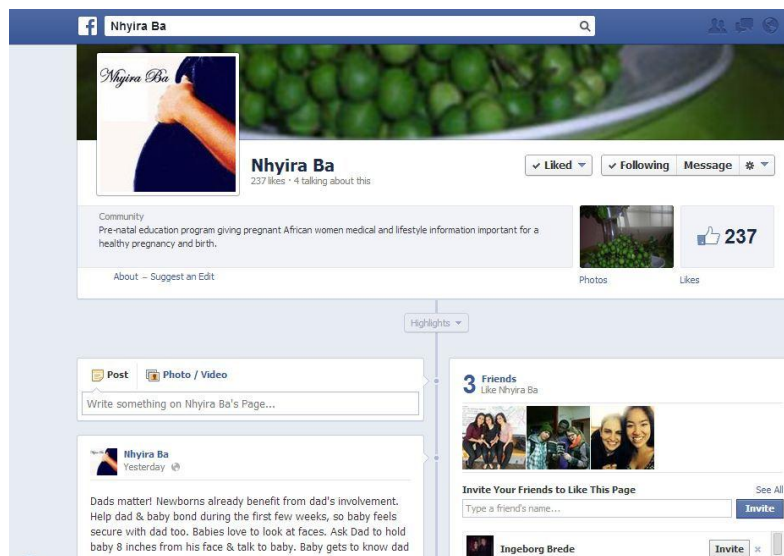 Nhyira Ba
Nhyira Ba
Nhyira Ba
237 likes · 4 talking about this
Liked
Following
Message
Community
Pre-natal education program giving pregnant African women medical and lifestyle information important for a
healthy pregnancy and birth.
237
About – Suggest an Edit
Photos
Likes
Highlights
Post
Photo / Video
Write something on Nhyira Ba's Page...
Nhyira Ba
Yesterday
Dads matter! Newborns already benefit from dad's involvement.
Help dad & baby bond during the first few weeks, so baby feels
secure with dad too. Babies love to look at faces. Ask Dad to hold
baby 8 inches from his face & talk to baby. Baby gets to know dad
3 Friends
Like Nhyira Ba
Invite Your Friends to Like This Page
See All
Type a friend's name...
Invite
Ingeborg Brede
Invite